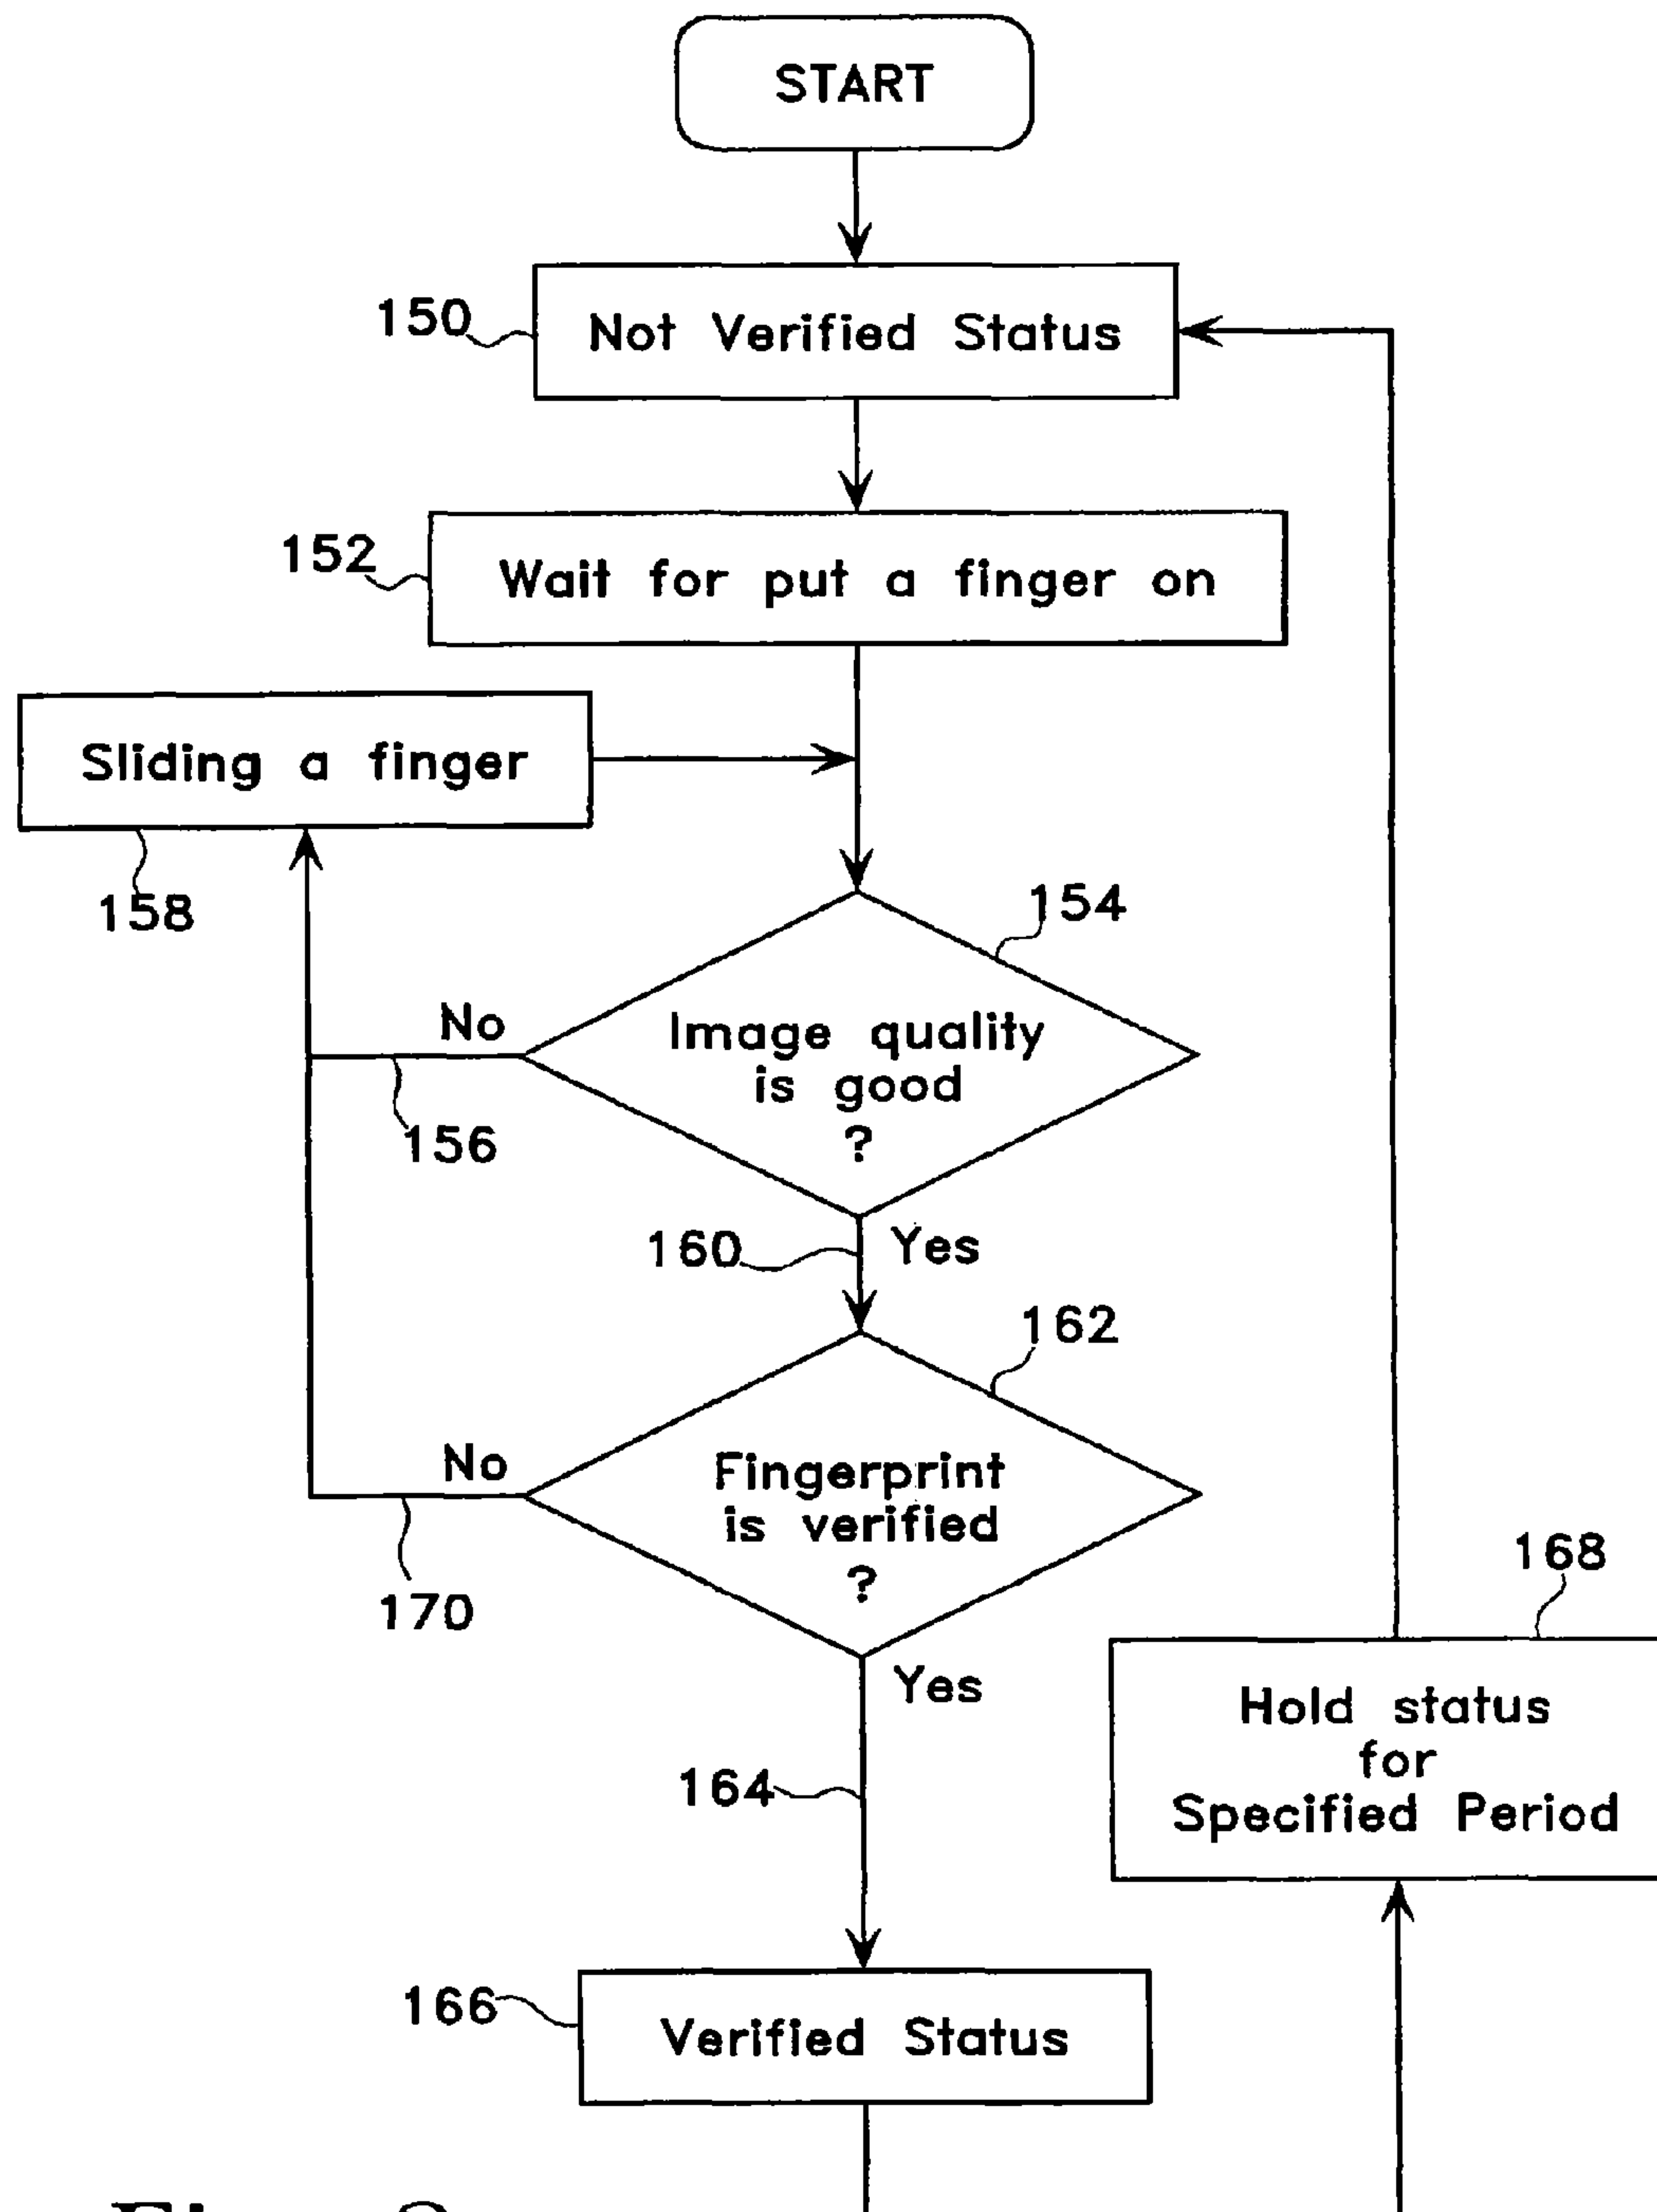 START
150
Not Verified Status
152
Wait for put a finger on
Sliding a finger
158
154
No
Image quality
is good
?
156
160
Yes
162
No
Fingerprint
is verified
?
170
168
Yes
Hold status
for
Specified Period
164
166
Verified Status